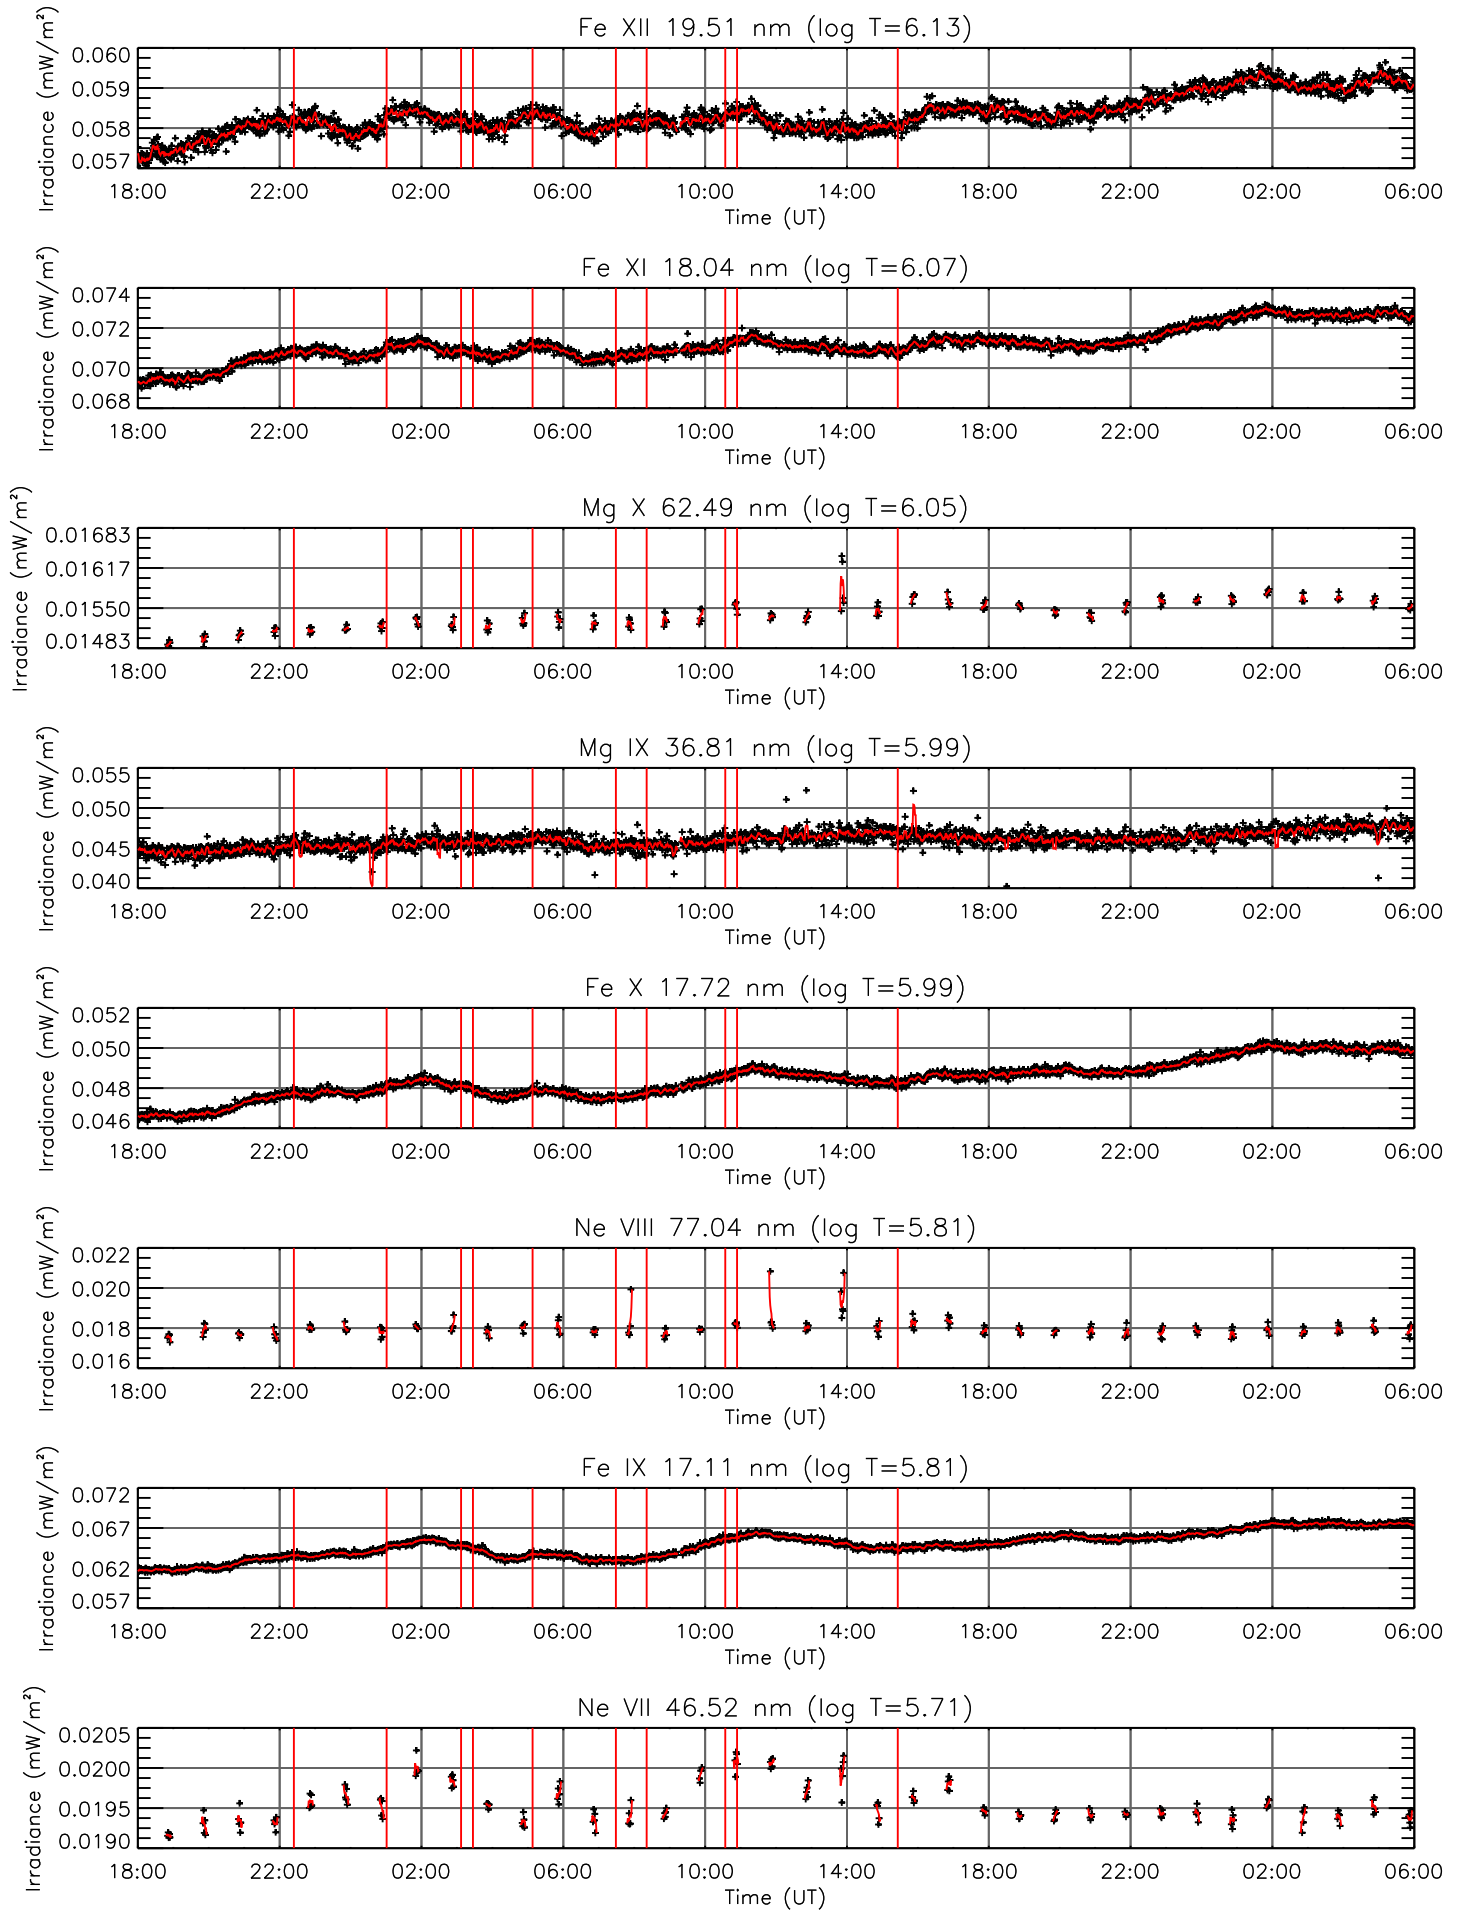 Fe XII 19.51 nm (log T=6.13)
Irradiance (mW/m²)
0.060
0.059
0.058
0.057
18:00 22:00 02:00 06:00 10:00 14:00 18:00 22:00 02:00 06:00
Time (UT)
Fe XI 18.04 nm (log T=6.07)
Irradiance (mW/m²)
0.074
0.072
0.070
0.068
18:00 22:00 02:00 06:00 10:00 14:00 18:00 22:00 02:00 06:00
Time (UT)
Mg X 62.49 nm (log T=6.05)
Irradiance (mW/m²)
0.01683
0.01617
0.01550
0.01483
18:00 22:00 02:00 06:00 10:00 14:00 18:00 22:00 02:00 06:00
Time (UT)
Mg IX 36.81 nm (log T=5.99)
Irradiance (mW/m²)
0.055
0.050
0.045
0.040
18:00 22:00 02:00 06:00 10:00 14:00 18:00 22:00 02:00 06:00
Time (UT)
Fe X 17.72 nm (log T=5.99)
Irradiance (mW/m²)
0.052
0.050
0.048
0.046
18:00 22:00 02:00 06:00 10:00 14:00 18:00 22:00 02:00 06:00
Time (UT)
Ne VIII 77.04 nm (log T=5.81)
Irradiance (mW/m²)
0.022
0.020
0.018
0.016
18:00 22:00 02:00 06:00 10:00 14:00 18:00 22:00 02:00 06:00
Time (UT)
Fe IX 17.11 nm (log T=5.81)
Irradiance (mW/m²)
0.072
0.067
0.062
0.057
18:00 22:00 02:00 06:00 10:00 14:00 18:00 22:00 02:00 06:00
Time (UT)
Ne VII 46.52 nm (log T=5.71)
Irradiance (mW/m²)
0.0205
0.0200
0.0195
0.0190
18:00 22:00 02:00 06:00 10:00 14:00 18:00 22:00 02:00 06:00
Time (UT)